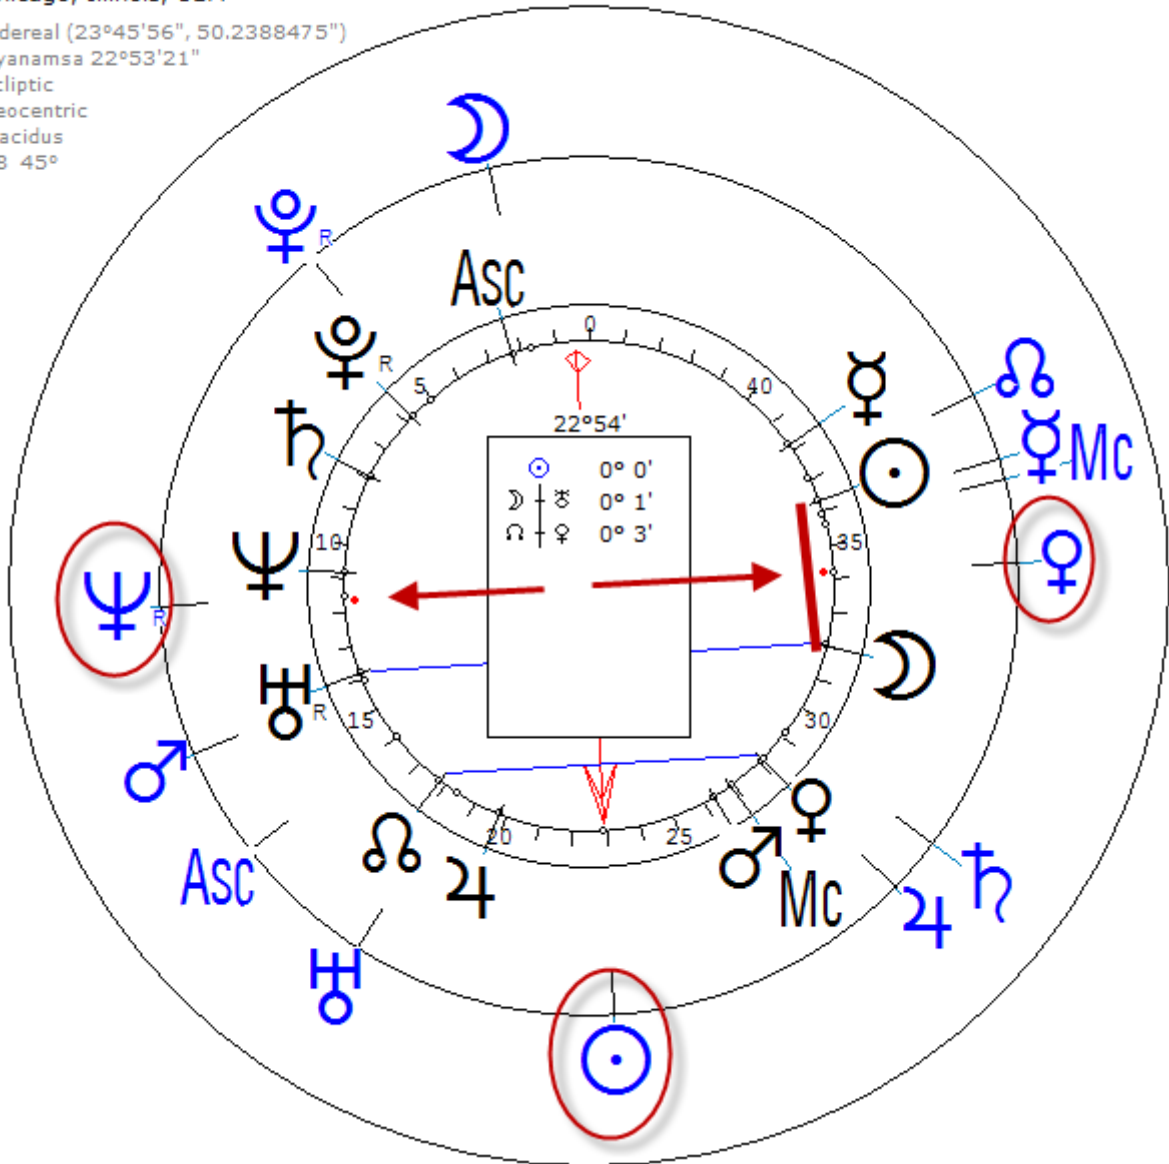 dereal (23°45'56", 50.2388475")
yanamsa 22°53'21"
cliptic
eocentric
acidus
45°
R
Asc
0
R
5
40
22°54'
☉ 0° 0'
☽ ♅ 0° 1'
☊ ♀ 0° 3'
Mc
10
35
R
R
15
30
20
25
Asc
Mc